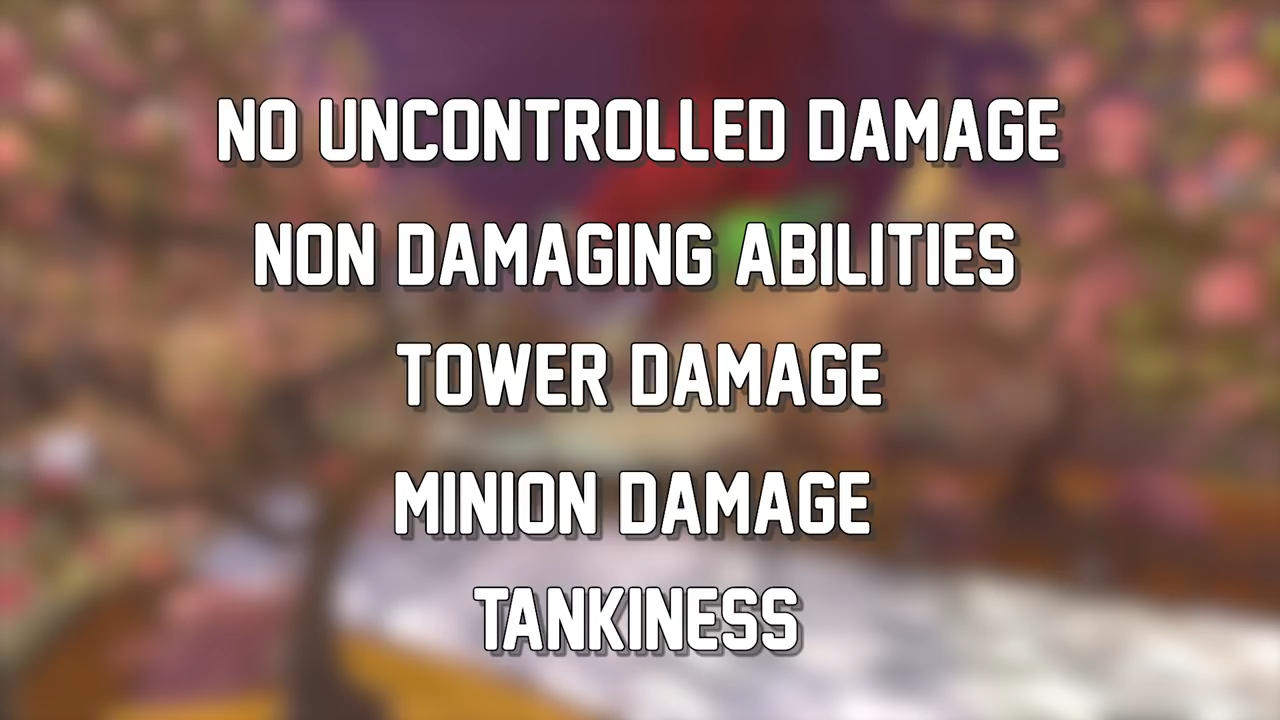 NO UNCONTROLLED DAMAGE
NON DAMAGING ABILITIES
TOWER DAMAGE
MINION DAMAGE
TANKINESS